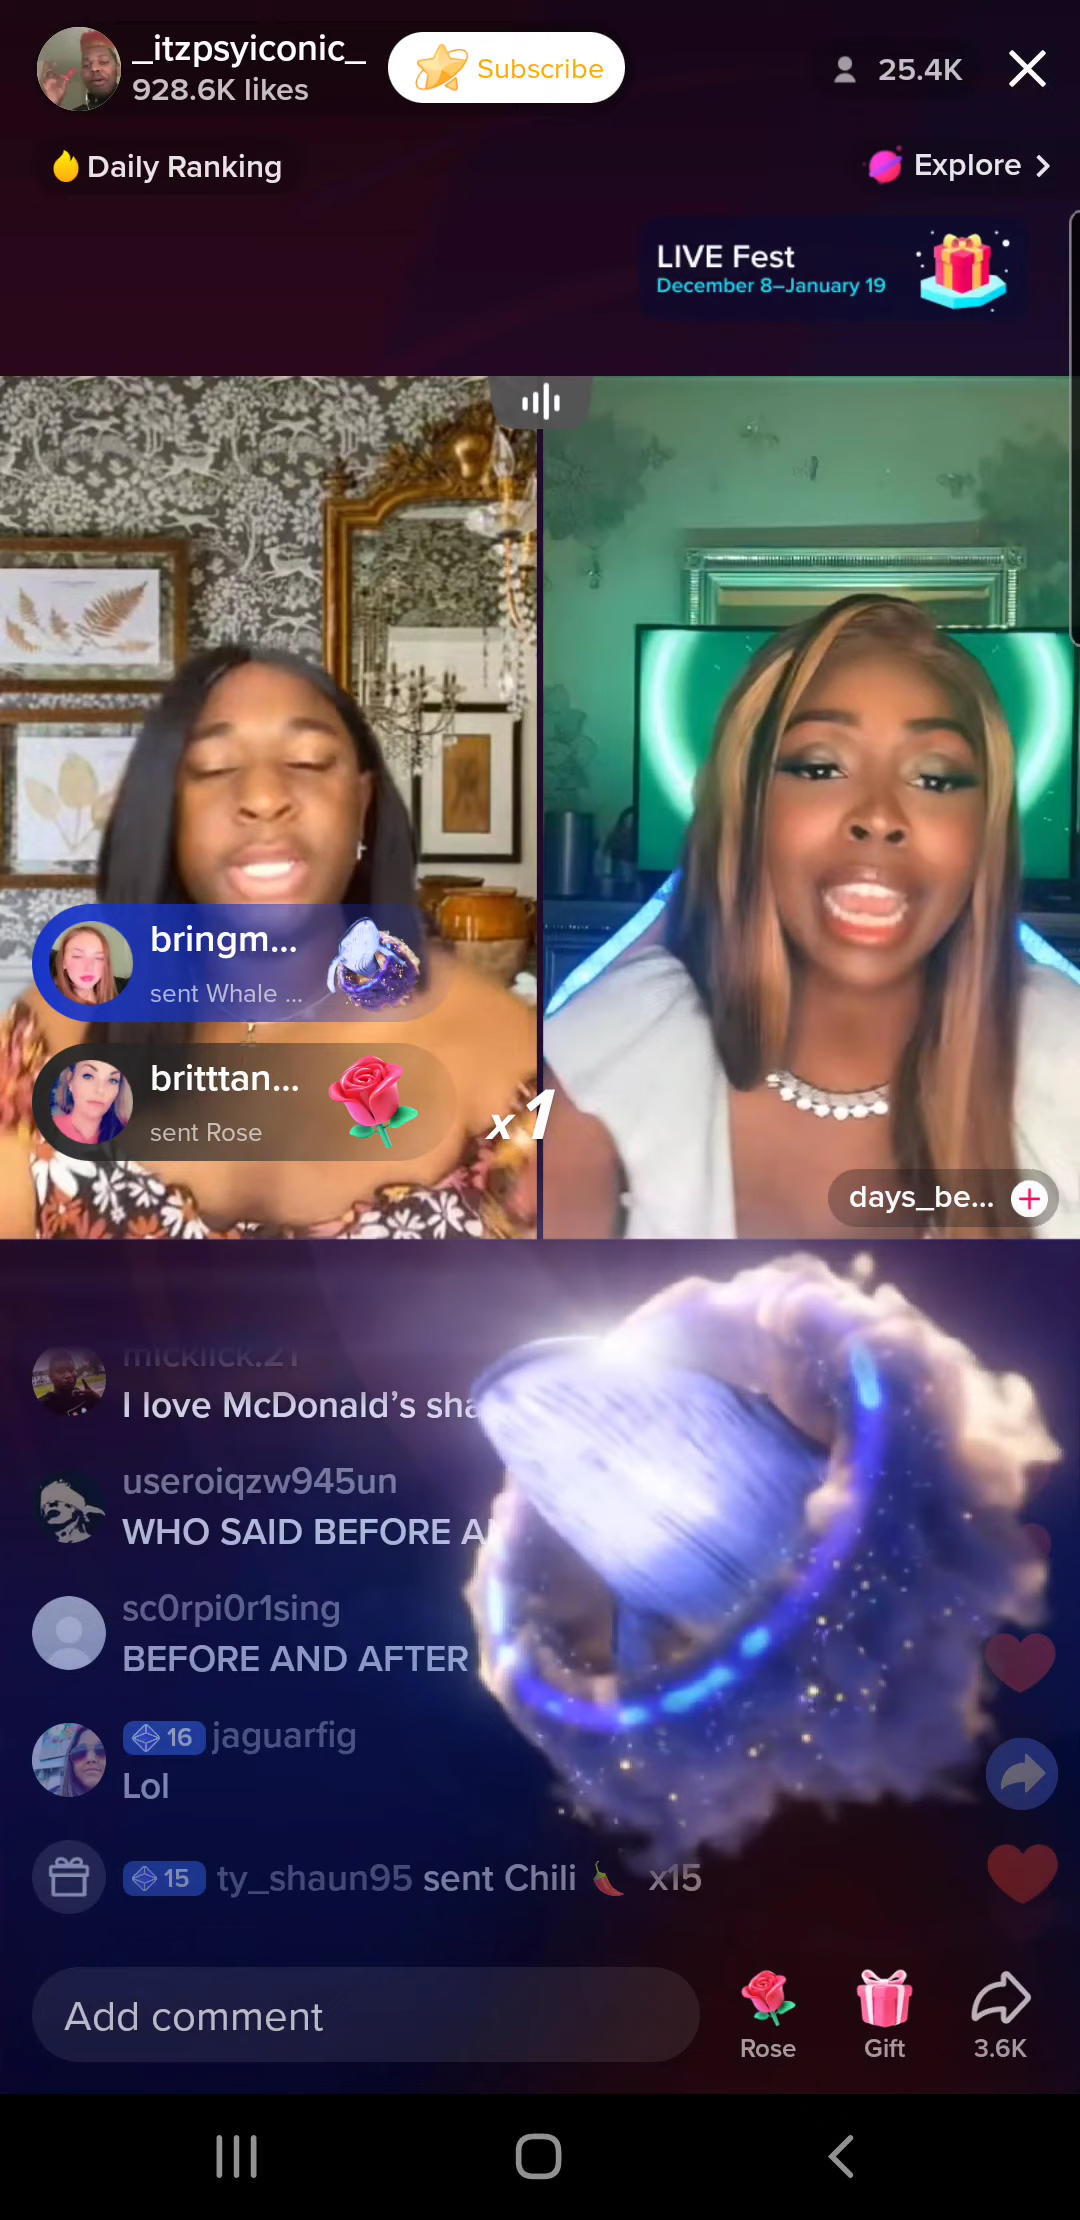 _itzpsyiconic_
928.6K likes
Subscribe
25.4K
Daily Ranking
Explore
LIVE Fest
December 8–January 19
bringm...
sent Whale ...
britttan...
sent Rose
x1
days_be...
I love McDonald's sha
useroiqzw945un
WHO SAID BEFORE A
sc0rpi0r1sing
BEFORE AND AFTER
16 jaguarfig
Lol
15 ty_shaun95 sent Chili x15
Add comment
Rose
Gift
3.6K